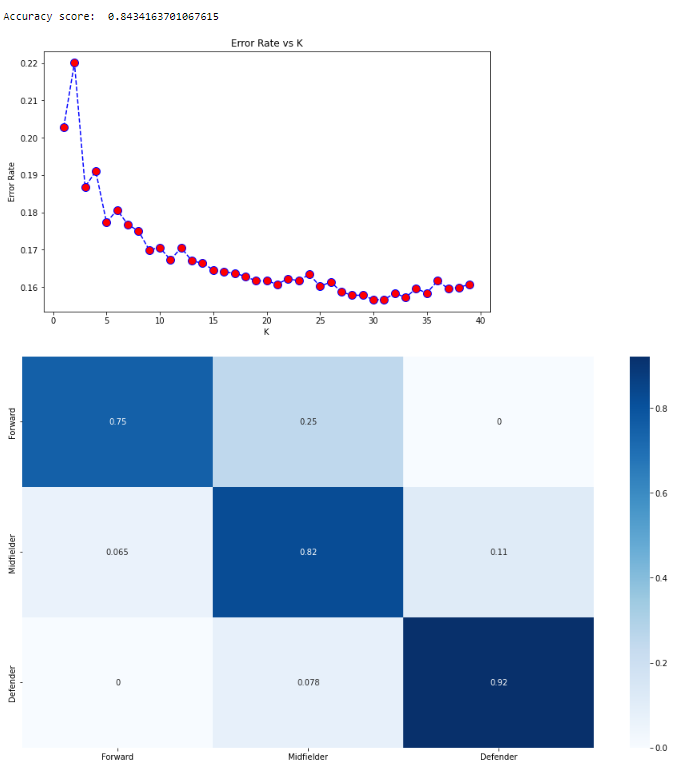 Accuracy score: 0.8434163701067615
Error Rate vs K
0.22
0.21
0.20
0.19
0.18
0.17
0.16
Error Rate
0 5 10 15 20 25 30 35 40
K
Forward 0.75 0.25 0
Midfielder 0.065 0.82 0.11
Defender 0 0.078 0.92
Forward Midfielder Defender
0.8
0.6
0.4
0.2
0.0